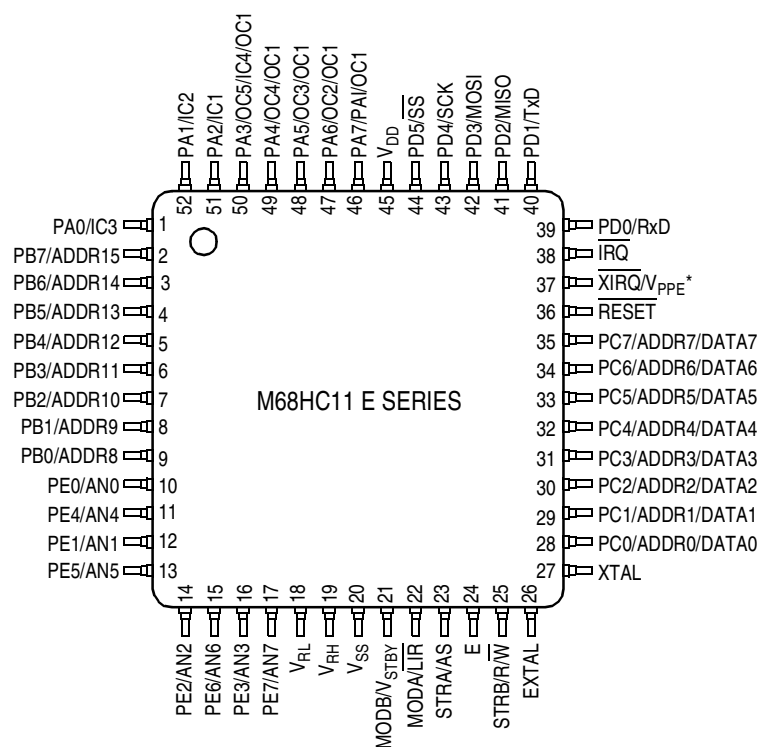 PA1/IC2
PA2/IC1
PA3/OC5/IC4/OC1
PA4/OC4/OC1
PA5/OC3/OC1
PA6/OC2/OC1
PA7/PAI/OC1
VDD
PD5/S̅S̅
PD4/SCK
PD3/MOSI
PD2/MISO
PD1/TxD
52
51
50
49
48
47
46
45
44
43
42
41
40
PA0/IC3 1
PB7/ADDR15 2
PB6/ADDR14 3
PB5/ADDR13 4
PB4/ADDR12 5
PB3/ADDR11 6
PB2/ADDR10 7
PB1/ADDR9 8
PB0/ADDR8 9
PE0/AN0 10
PE4/AN4 11
PE1/AN1 12
PE5/AN5 13
M68HC11 E SERIES
39 PD0/RxD
38 I̅R̅Q̅
37 X̅I̅R̅Q̅/VPPE*
36 R̅E̅S̅E̅T̅
35 PC7/ADDR7/DATA7
34 PC6/ADDR6/DATA6
33 PC5/ADDR5/DATA5
32 PC4/ADDR4/DATA4
31 PC3/ADDR3/DATA3
30 PC2/ADDR2/DATA2
29 PC1/ADDR1/DATA1
28 PC0/ADDR0/DATA0
27 XTAL
14
15
16
17
18
19
20
21
22
23
24
25
26
PE2/AN2
PE6/AN6
PE3/AN3
PE7/AN7
VRL
VRH
VSS
MODB/VSTBY
MODA/L̅I̅R̅
STRA/AS
E
STRB/R/W̅
EXTAL